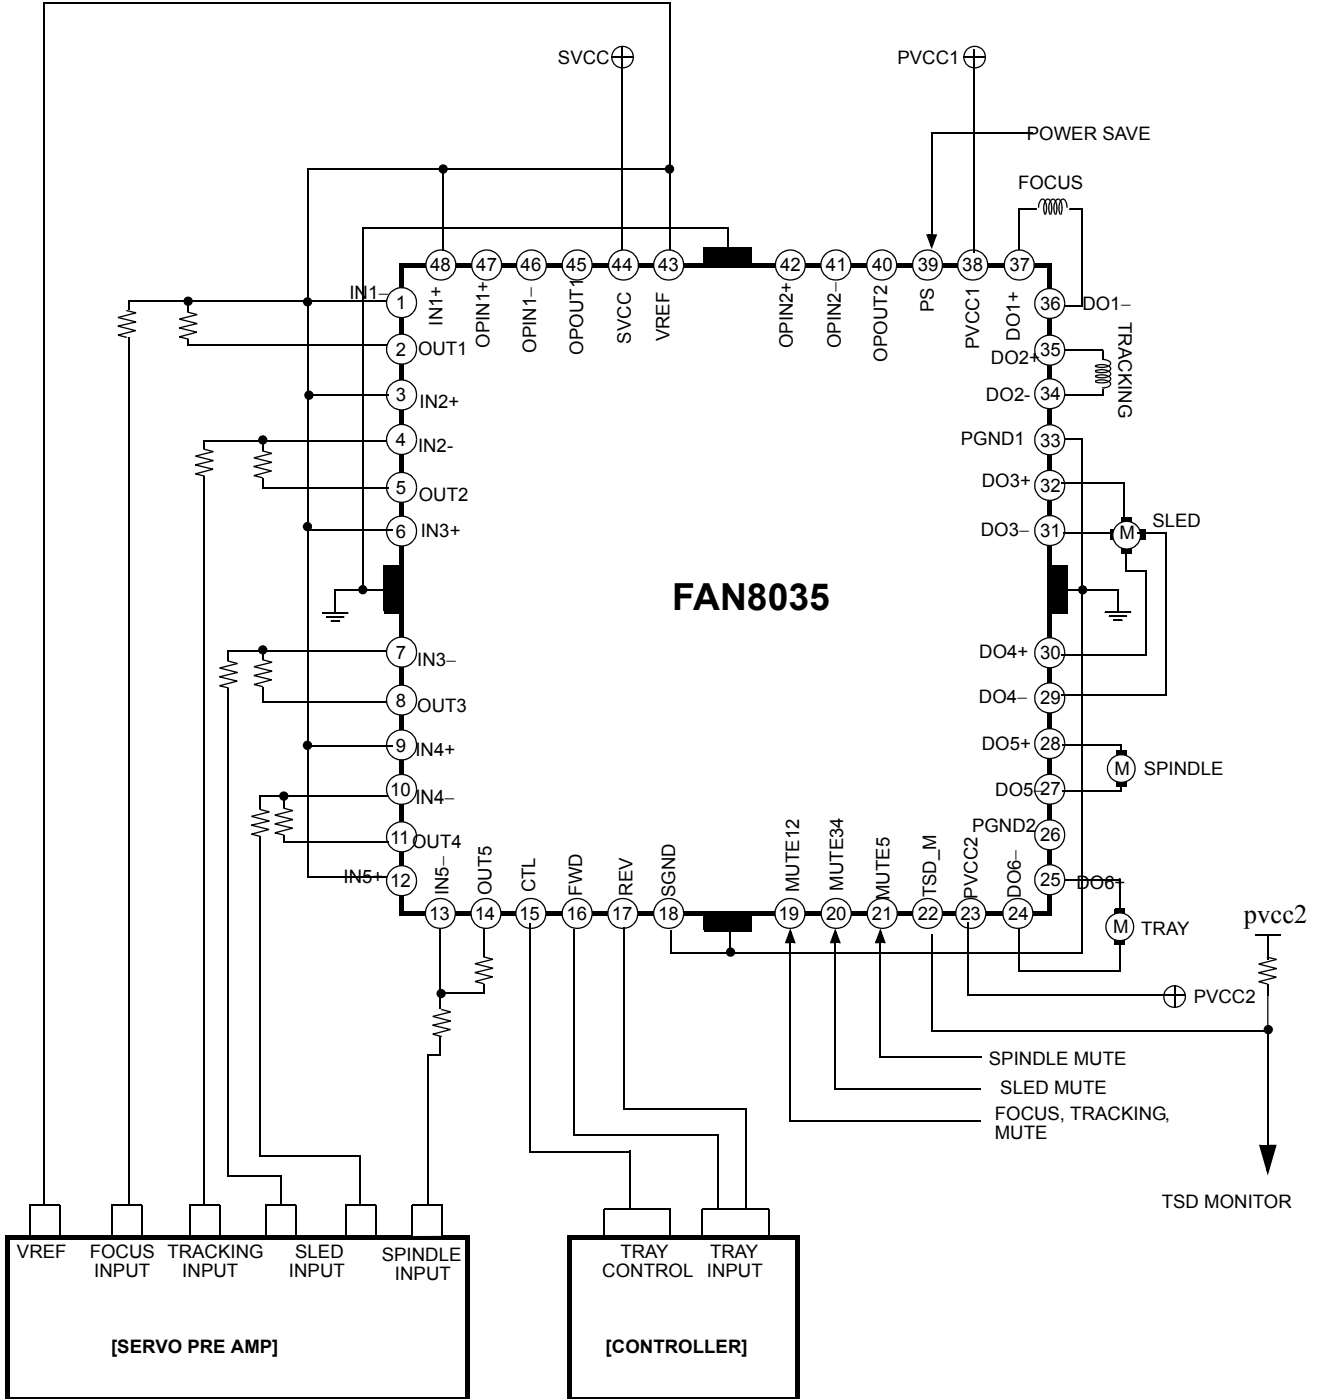 SVCC
PVCC1
POWER SAVE
FOCUS
48 47 46 45 44 43 42 41 40 39 38 37
IN1+
OPIN1+
OPIN1−
OPOUT1
SVCC
VREF
OPIN2+
OPIN2−
OPOUT2
PS
PVCC1
DO1+
IN1− 1
2 OUT1
3 IN2+
4 IN2-
5 OUT2
6 IN3+
7 IN3−
8 OUT3
9 IN4+
10 IN4−
11 OUT4
IN5+ 12
36 DO1−
DO2+ 35
TRACKING
DO2- 34
PGND1 33
DO3+ 32
DO3− 31
M SLED
FAN8035
DO4+ 30
DO4− 29
DO5+ 28
M SPINDLE
DO5 27
PGND2 26
25 DO6+
M TRAY
IN5−
OUT5
CTL
FWD
REV
SGND
MUTE12
MUTE34
MUTE5
TSD_M
PVCC2
DO6−
13 14 15 16 17 18 19 20 21 22 23 24
pvcc2
PVCC2
SPINDLE MUTE
SLED MUTE
FOCUS, TRACKING,
MUTE
TSD MONITOR
VREF
FOCUS
INPUT
TRACKING
INPUT
SLED
INPUT
SPINDLE
INPUT
[SERVO PRE AMP]
TRAY
CONTROL
TRAY
INPUT
[CONTROLLER]